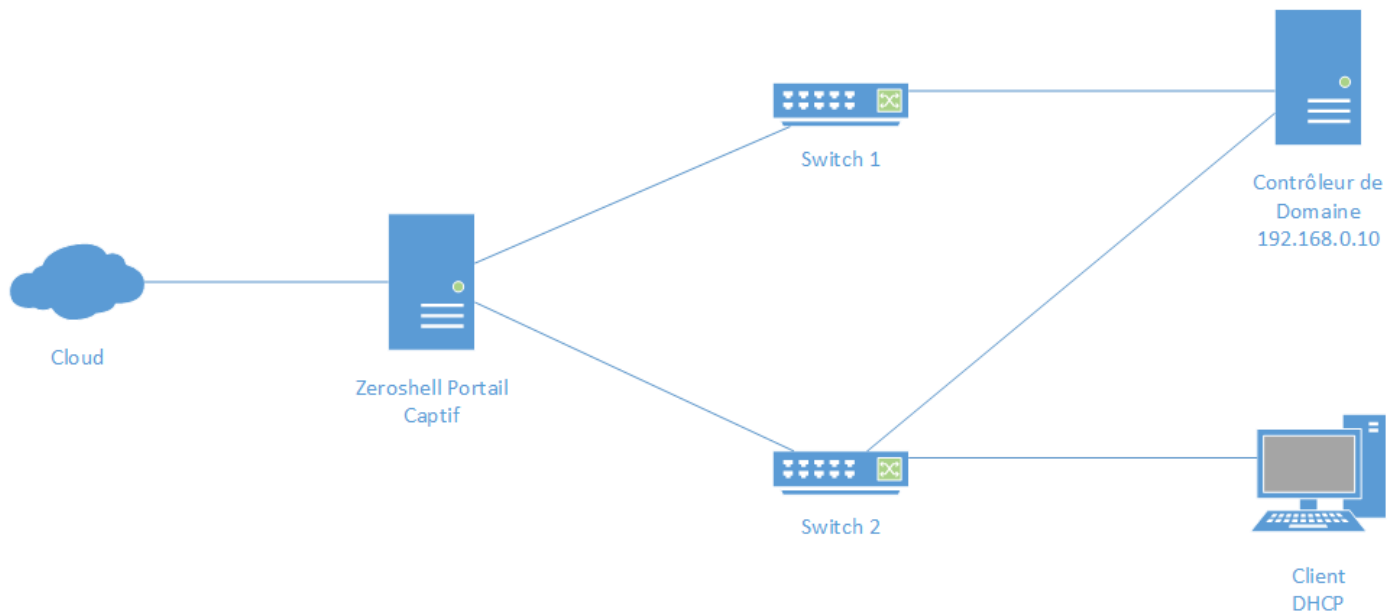 Switch 1
Contrôleur de
Domaine
192.168.0.10
Cloud
Zeroshell Portail
Captif
Switch 2
Client
DHCP